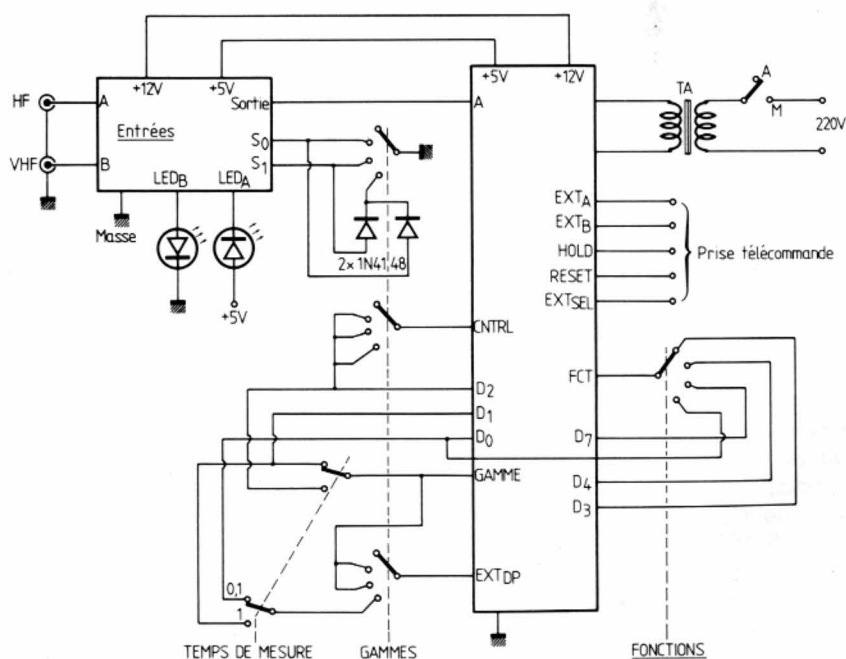 +5V
+12V
TA
A
M
220V
HF
VHF
+12V
+5V
A
B
Entrées
Sortie
S0
S1
LEDB
LEDA
Masse
+5V
2x 1N4148
A
CNTRL
D2
D1
D0
GAMME
EXTDP
EXTA
EXTB
HOLD
RESET
EXTSEL
Prise télécommande
FCT
D7
D4
D3
0,1
1
TEMPS DE MESURE
GAMMES
FONCTIONS